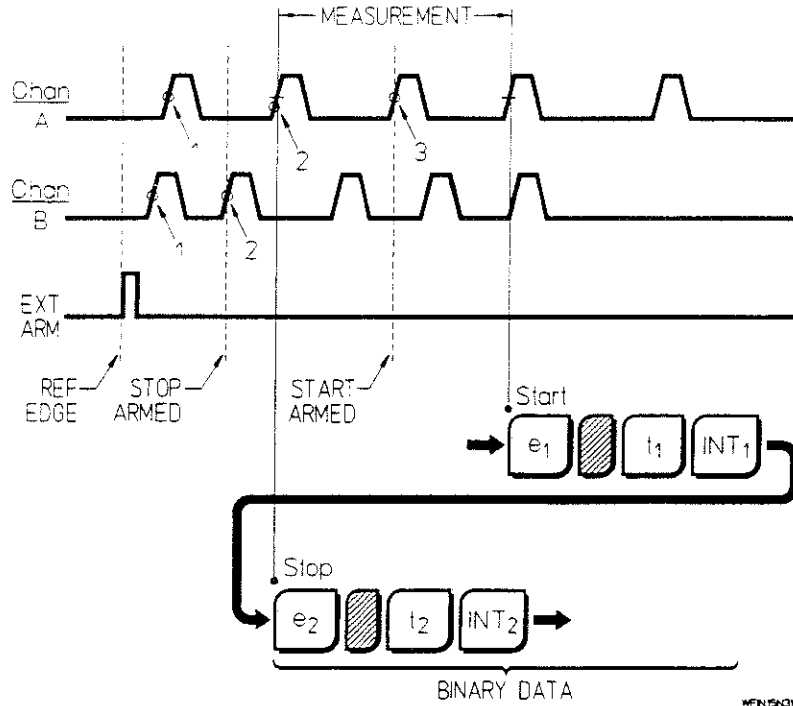 MEASUREMENT
Chan
A
1
2
3
Chan
B
1
2
EXT
ARM
REF
EDGE
STOP
ARMED
START
ARMED
Start
e1
t1
INT1
Stop
e2
t2
INT2
BINARY DATA